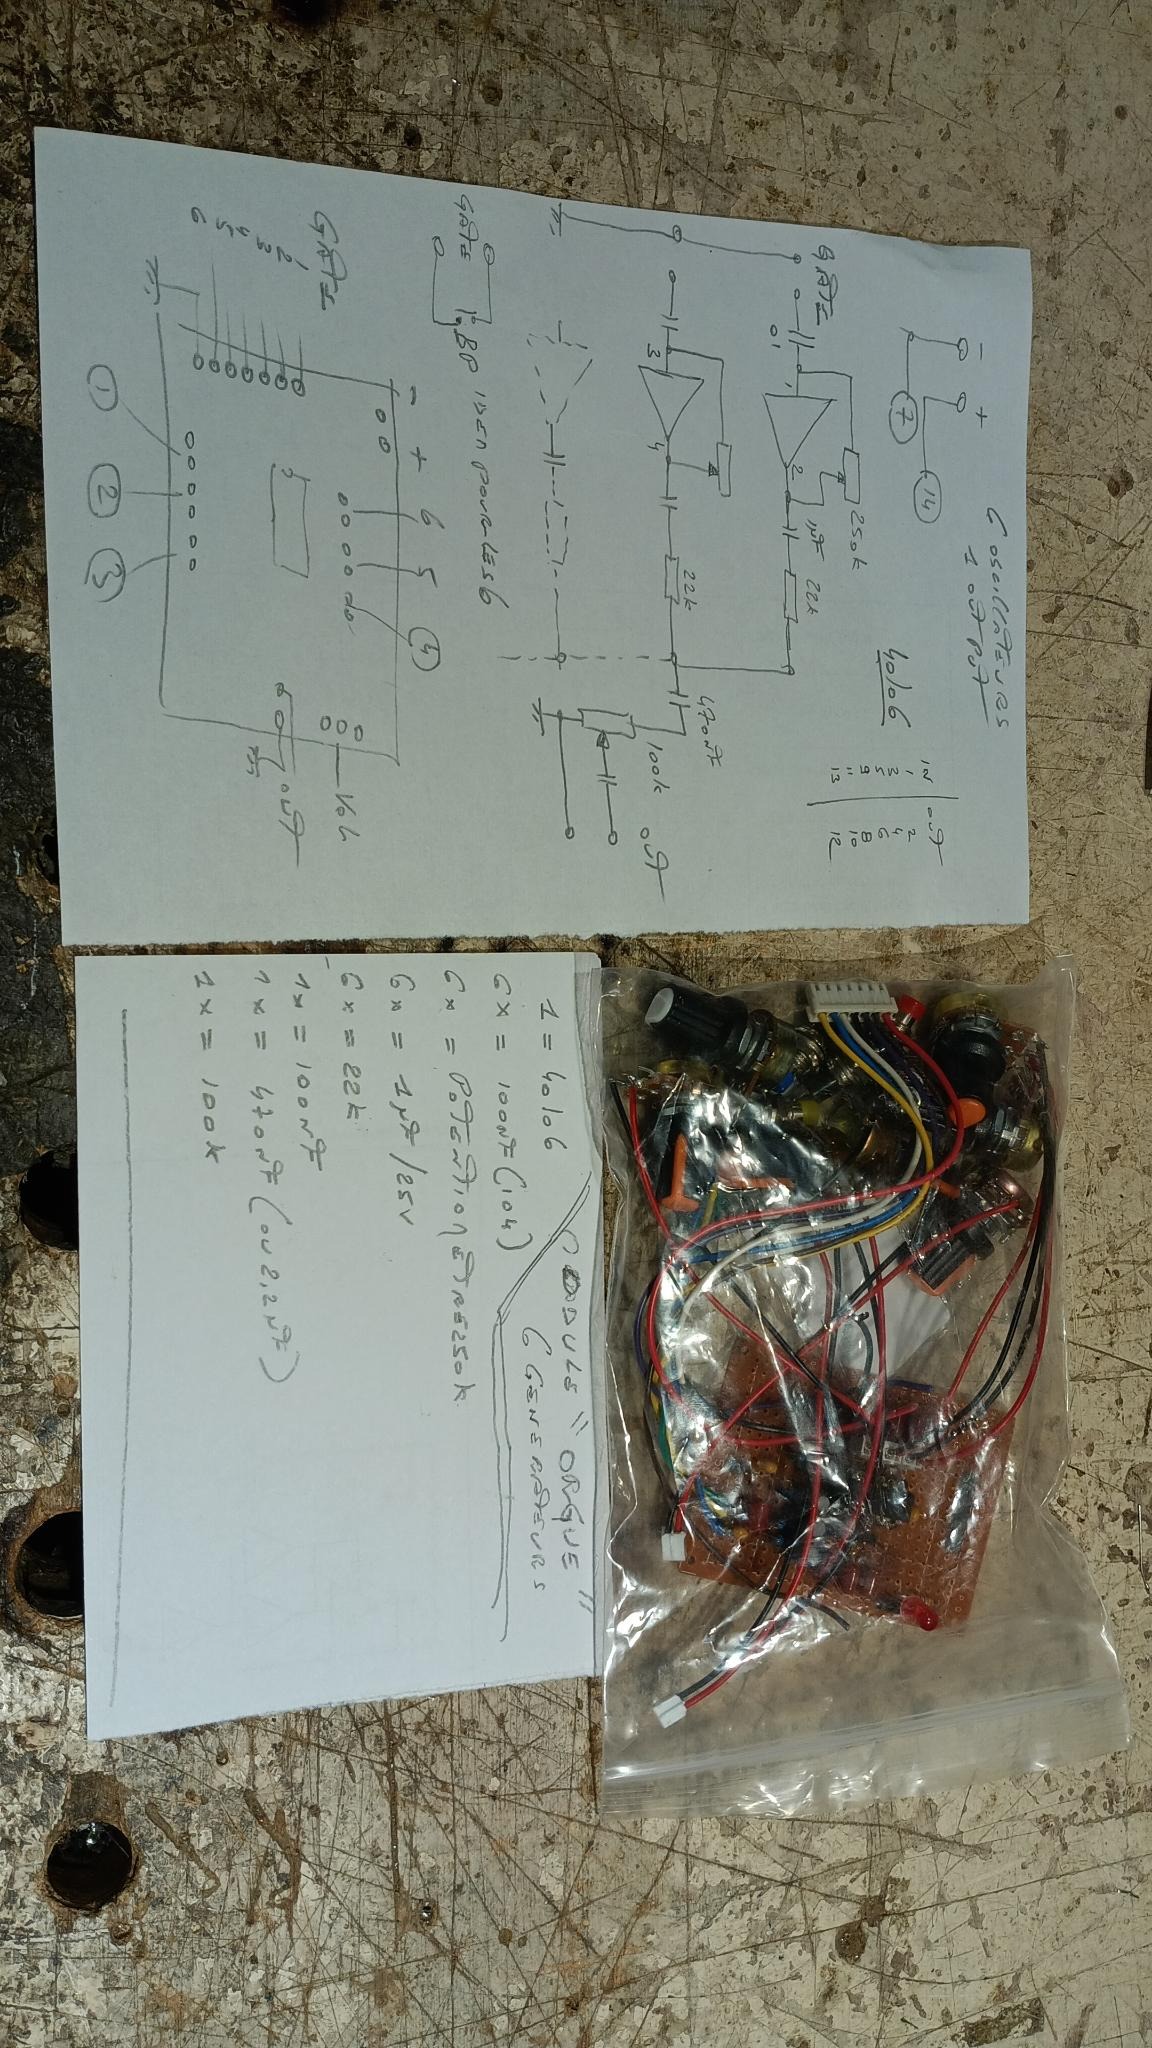 6 OSCILLATEURS
1 OUT PUT
- +
14
7
40106
IN OUT
1 2
3 4
5 6
9 8
11 10
13 12
250k
GATE
01
1
2
1µF
22k
3
4
22k
470nF
100k
OUT
GATE
BP IDEM POUR LES 6
- + 6 5 4
GATE
1
2
3
4
5
6
Vol
OUT
1 2 3
MODULE " ORGUE "
6 GENERATEURS
1 = 40106
6x = 100nF (104)
6x = POTENTIOMETRE 250k
6x = 1µF /25V
6x = 22k
1x = 100nF
1x = 470nF (ou 2,2µF)
1x = 100k